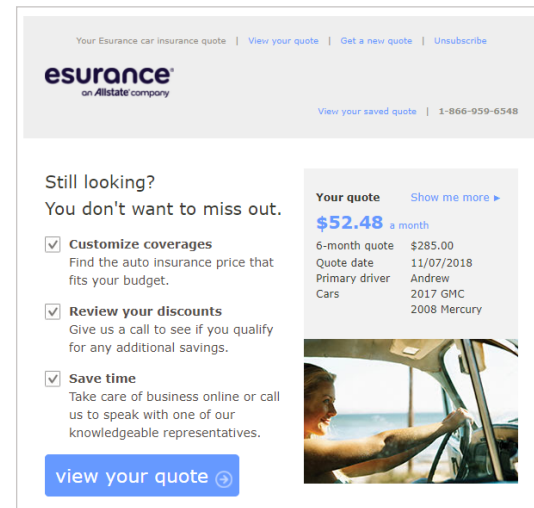 Your Esurance car insurance quote | View your quote | Get a new quote | Unsubscribe
esurance®
an Allstate company
View your saved quote | 1-866-959-6548
Still looking?
You don't want to miss out.
Customize coverages
Find the auto insurance price that
fits your budget.
Review your discounts
Give us a call to see if you qualify
for any additional savings.
Save time
Take care of business online or call
us to speak with one of our
knowledgeable representatives.
view your quote
Your quote Show me more ▸
$52.48 a month
6-month quote $285.00
Quote date 11/07/2018
Primary driver Andrew
Cars 2017 GMC
2008 Mercury